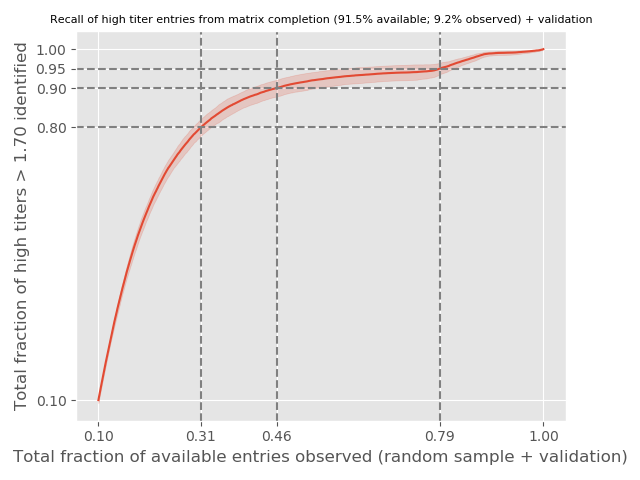 Recall of high titer entries from matrix completion (91.5% available; 9.2% observed) + validation
Total fraction of high titers > 1.70 identified
1.00
0.95
0.90
0.80
0.10
0.10 0.31 0.46 0.79 1.00
Total fraction of available entries observed (random sample + validation)